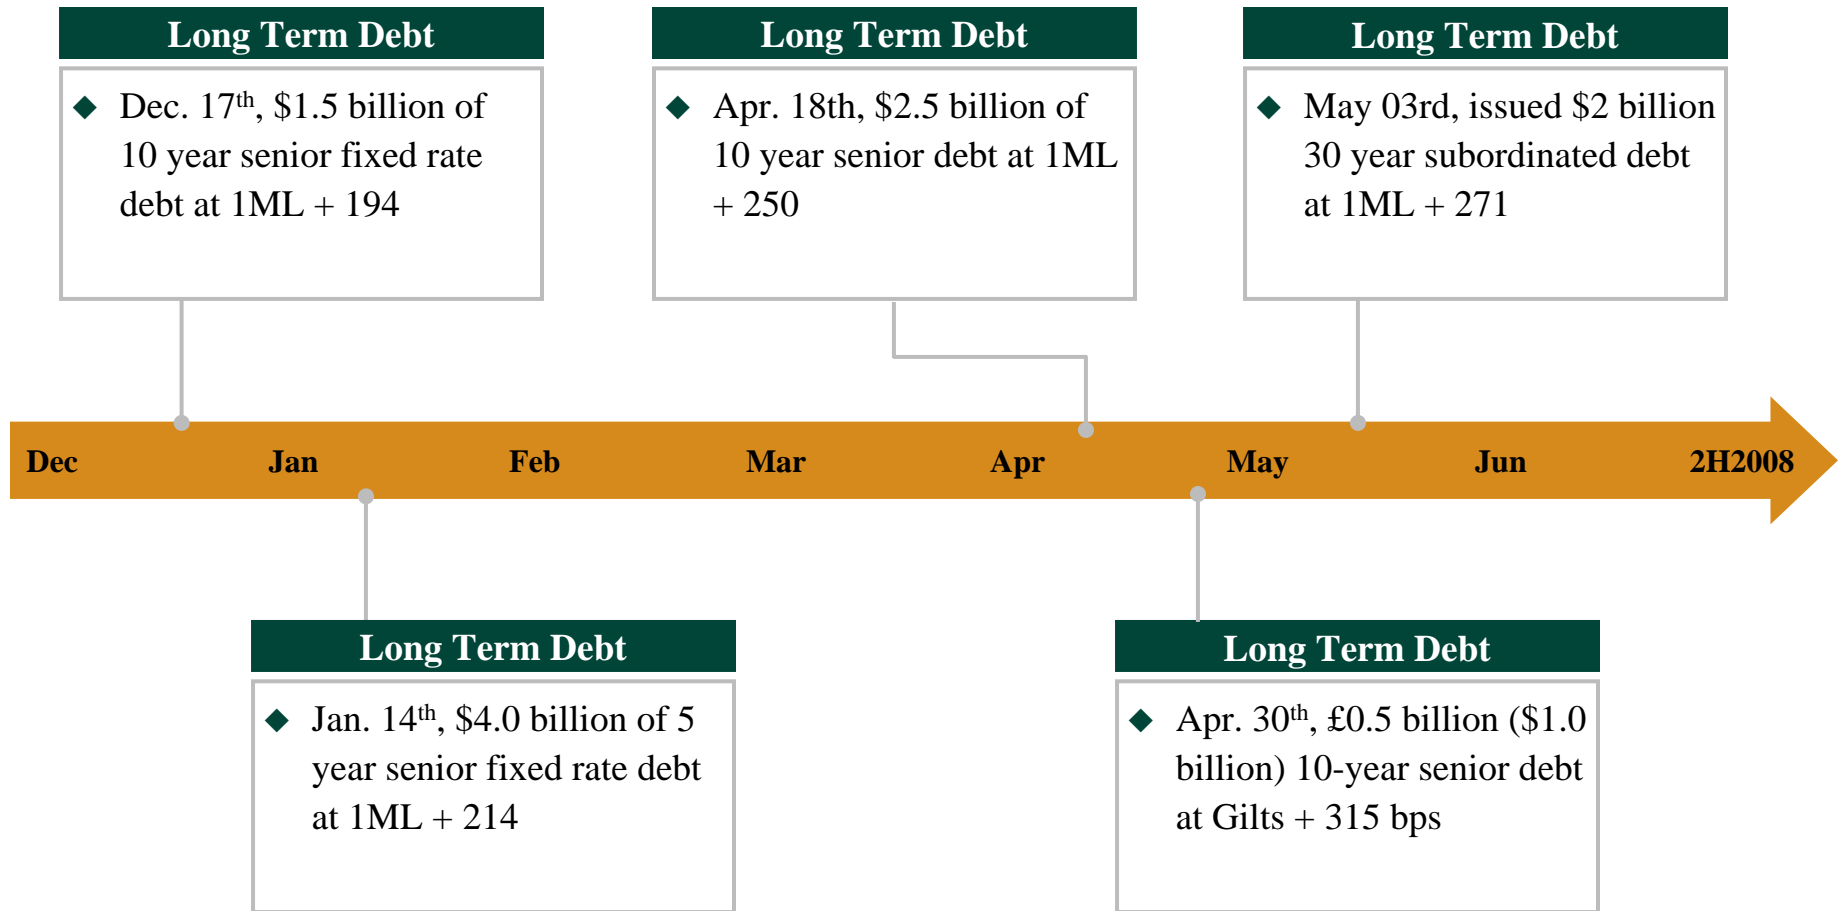 Long Term Debt
◆ Dec. 17th, $1.5 billion of
10 year senior fixed rate
debt at 1ML + 194
Long Term Debt
◆ Apr. 18th, $2.5 billion of
10 year senior debt at 1ML
+ 250
Long Term Debt
◆ May 03rd, issued $2 billion
30 year subordinated debt
at 1ML + 271
Dec Jan Feb Mar Apr May Jun 2H2008
Long Term Debt
◆ Jan. 14th, $4.0 billion of 5
year senior fixed rate debt
at 1ML + 214
Long Term Debt
◆ Apr. 30th, £0.5 billion ($1.0
billion) 10-year senior debt
at Gilts + 315 bps